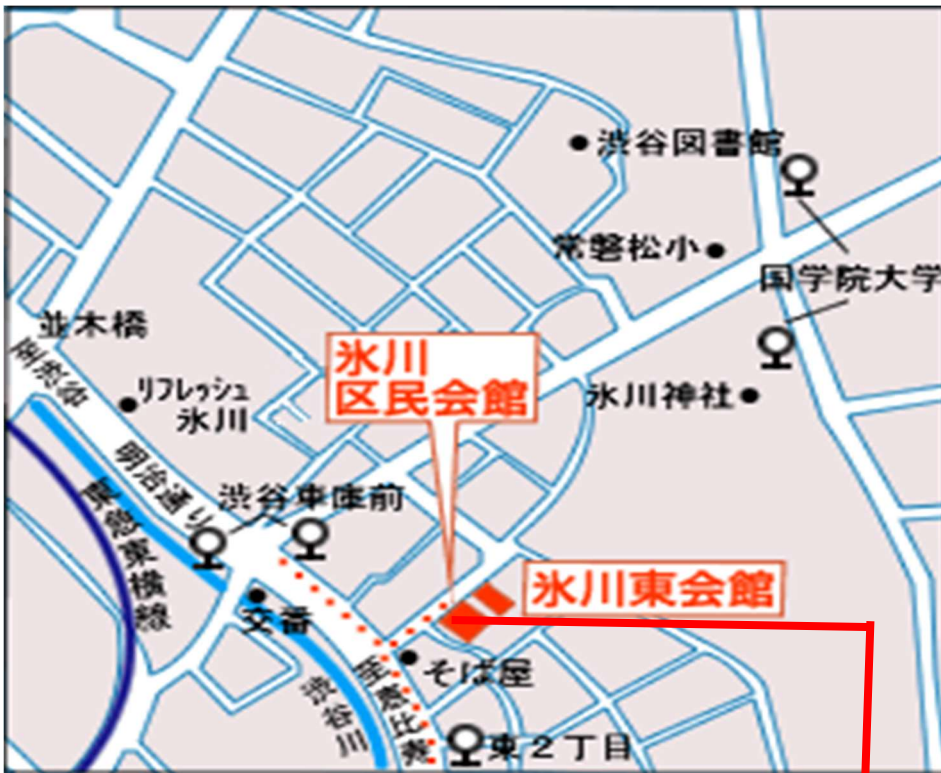 渋谷図書館
常磐松小
国学院大学
並木橋
至渋谷
氷川
区民会館
リフレッシュ
氷川
氷川神社
明治通り
渋谷車庫前
東急東横線
氷川東会館
交番
そば屋
至恵比寿
渋谷川
東2丁目